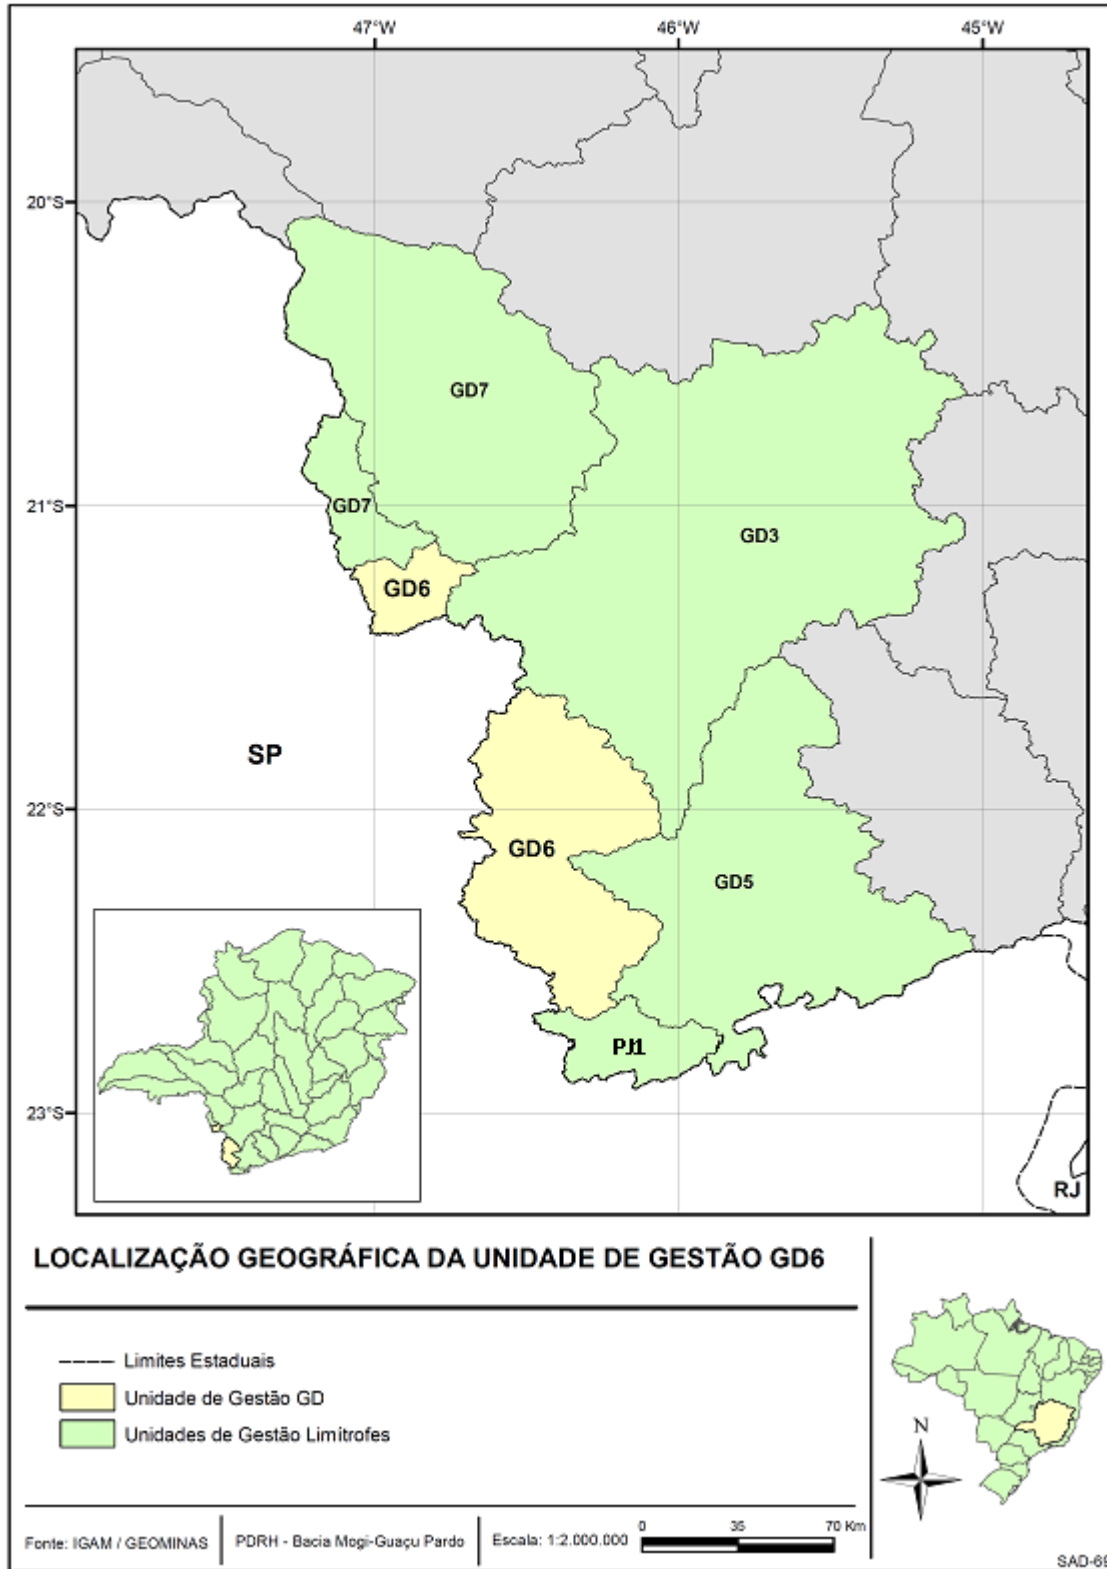 47°W 46°W 45°W
20°S
GD7
21°S
GD7
GD3
GD6
SP
22°S
GD6
GD5
PJ1
23°S
RJ
LOCALIZAÇÃO GEOGRÁFICA DA UNIDADE DE GESTÃO GD6
Limites Estaduais
Unidade de Gestão GD
Unidades de Gestão Limítrofes
N
Fonte: IGAM / GEOMINAS
PDRH - Bacia Mogi-Guaçu Pardo
Escala: 1:2.000.000
0 35 70 Km
SAD-69